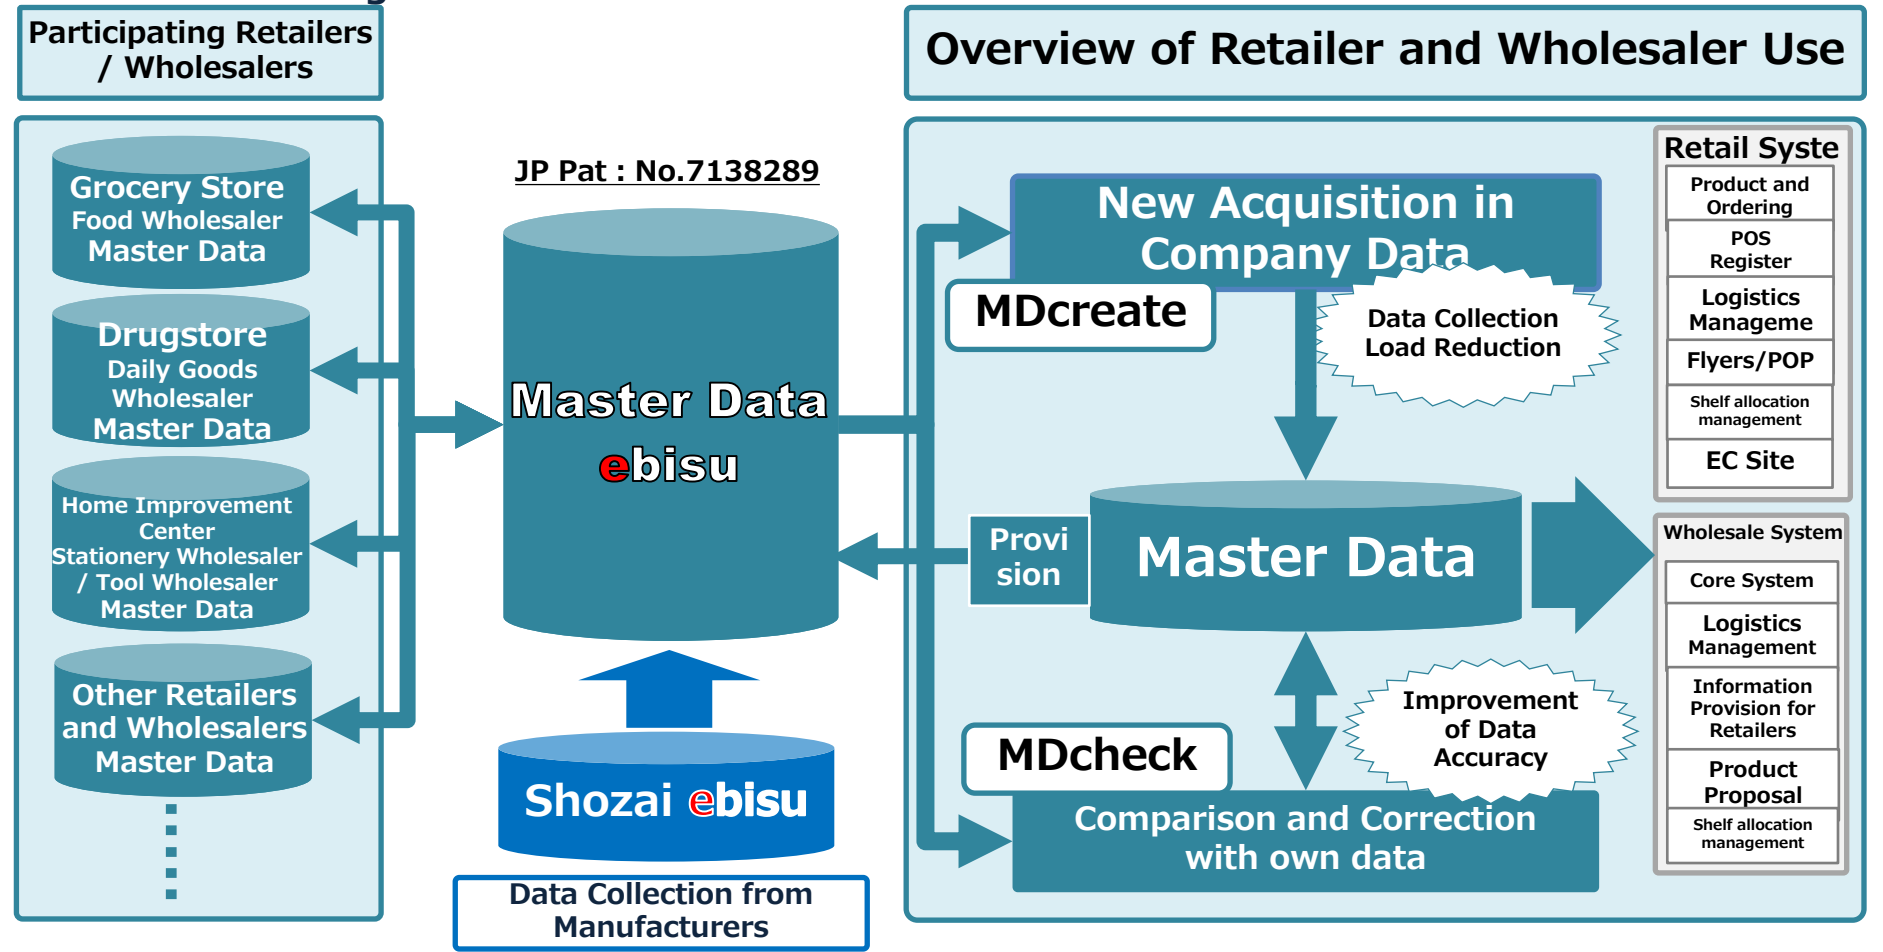 Participating Retailers
/ Wholesalers
Grocery Store
Food Wholesaler
Master Data
Drugstore
Daily Goods
Wholesaler
Master Data
Home Improvement
Center
Stationery Wholesaler
/ Tool Wholesaler
Master Data
Other Retailers
and Wholesalers
Master Data
JP Pat : No.7138289
Master Data
ebisu
Shozai ebisu
Data Collection from
Manufacturers
Overview of Retailer and Wholesaler Use
New Acquisition in
Company Data
MDcreate
Data Collection
Load Reduction
Provi
sion
Master Data
MDcheck
Improvement
of Data
Accuracy
Comparison and Correction
with own data
Retail Syste
Product and
Ordering
POS
Register
Logistics
Manageme
Flyers/POP
Shelf allocation
management
EC Site
Wholesale System
Core System
Logistics
Management
Information
Provision for
Retailers
Product
Proposal
Shelf allocation
management